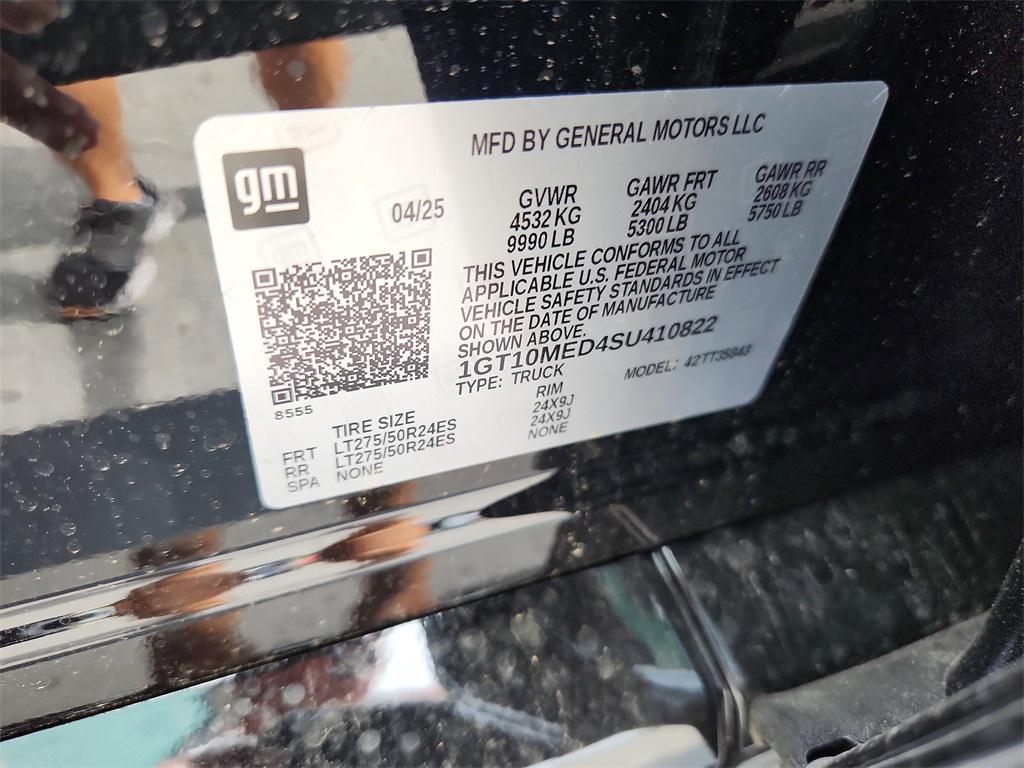 MFD BY GENERAL MOTORS LLC
gm
04/25
GVWR
4532 KG
9990 LB
GAWR FRT
2404 KG
5300 LB
GAWR RR
2608 KG
5750 LB
THIS VEHICLE CONFORMS TO ALL
APPLICABLE U.S. FEDERAL MOTOR
VEHICLE SAFETY STANDARDS IN EFFECT
ON THE DATE OF MANUFACTURE
SHOWN ABOVE.
1GT10MED4SU410822
TYPE: TRUCK
MODEL: 42TT35843
8555
TIRE SIZE RIM
FRT LT275/50R24ES 24X9J
RR LT275/50R24ES 24X9J
SPA NONE NONE